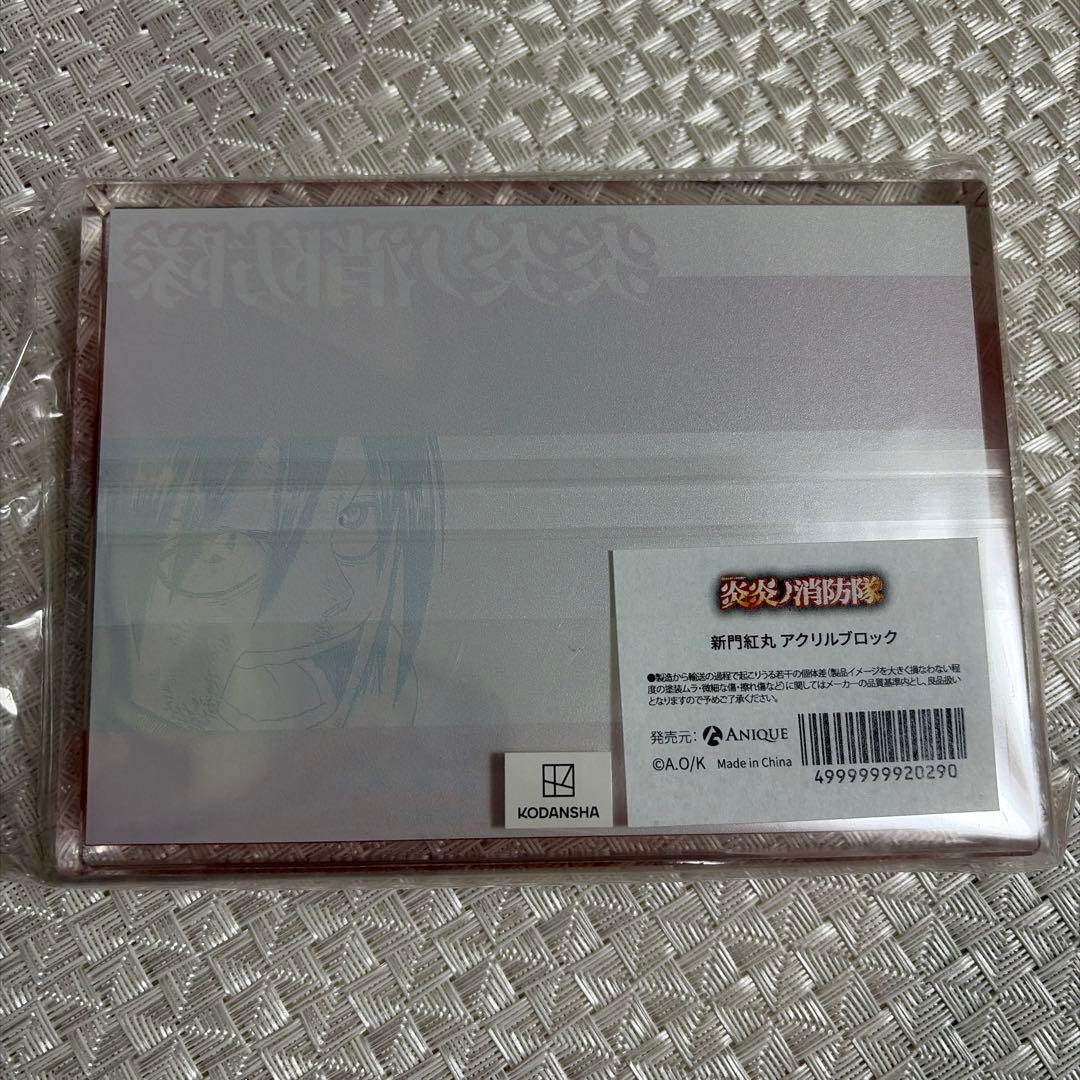 炎炎ノ消防隊
炎炎ノ消防隊
新門紅丸 アクリルブロック
●製造から輸送の過程で起こりうる若干の個体差(製品イメージを大きく損なわない程
度の塗装ムラ・微細な傷・擦れ傷など)に関してはメーカーの品質基準内とし、良品扱い
となりますので予めご了承ください。
発売元: ANIQUE
©A.O/K Made in China
4999999920290
KODANSHA